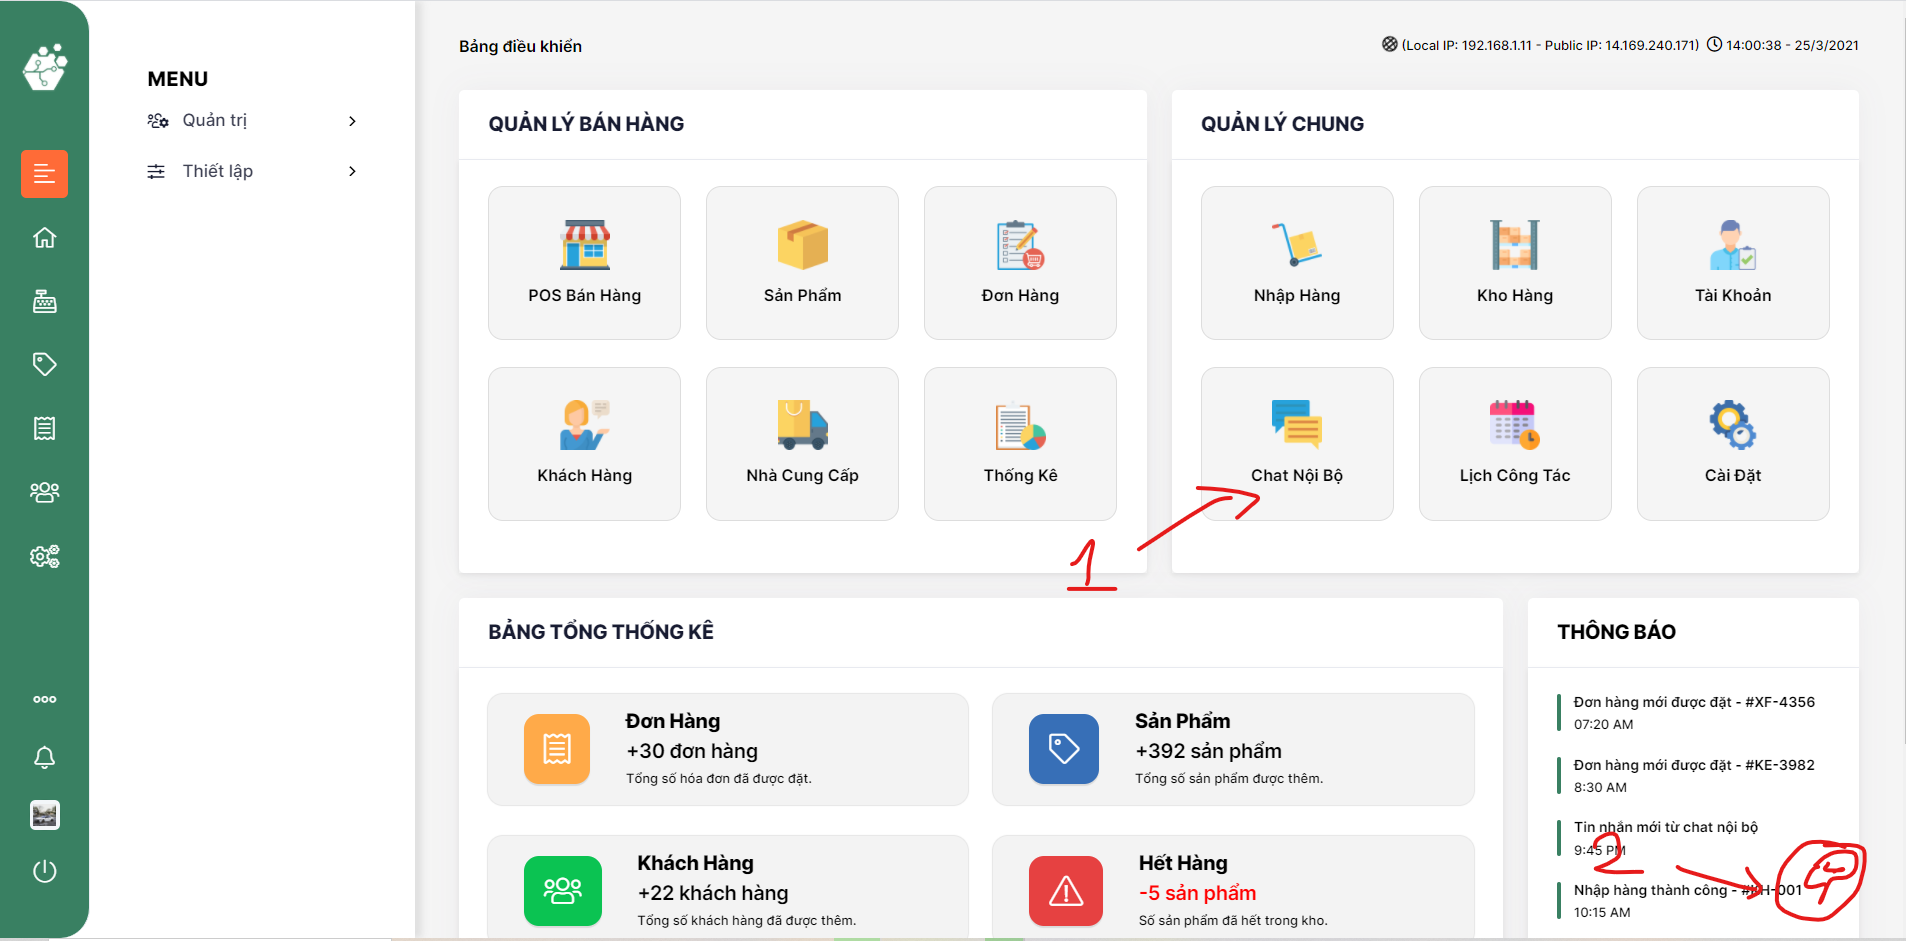 Bảng điều khiển
(Local IP: 192.168.1.11 - Public IP: 14.169.240.171) 14:00:38 - 25/3/2021
MENU
Quản trị
Thiết lập
QUẢN LÝ BÁN HÀNG
POS Bán Hàng
Sản Phẩm
Đơn Hàng
Khách Hàng
Nhà Cung Cấp
Thống Kê
QUẢN LÝ CHUNG
Nhập Hàng
Kho Hàng
Tài Khoản
Chat Nội Bộ
Lịch Công Tác
Cài Đặt
1
BẢNG TỔNG THỐNG KÊ
Đơn Hàng
+30 đơn hàng
Tổng số hóa đơn đã được đặt.
Sản Phẩm
+392 sản phẩm
Tổng số sản phẩm được thêm.
Khách Hàng
+22 khách hàng
Tổng số khách hàng đã được thêm.
Hết Hàng
-5 sản phẩm
Số sản phẩm đã hết trong kho.
THÔNG BÁO
Đơn hàng mới được đặt - #XF-4356
07:20 AM
Đơn hàng mới được đặt - #KE-3982
8:30 AM
Tin nhắn mới từ chat nội bộ
9:45 PM
2
Nhập hàng thành công - #KH-001
10:15 AM